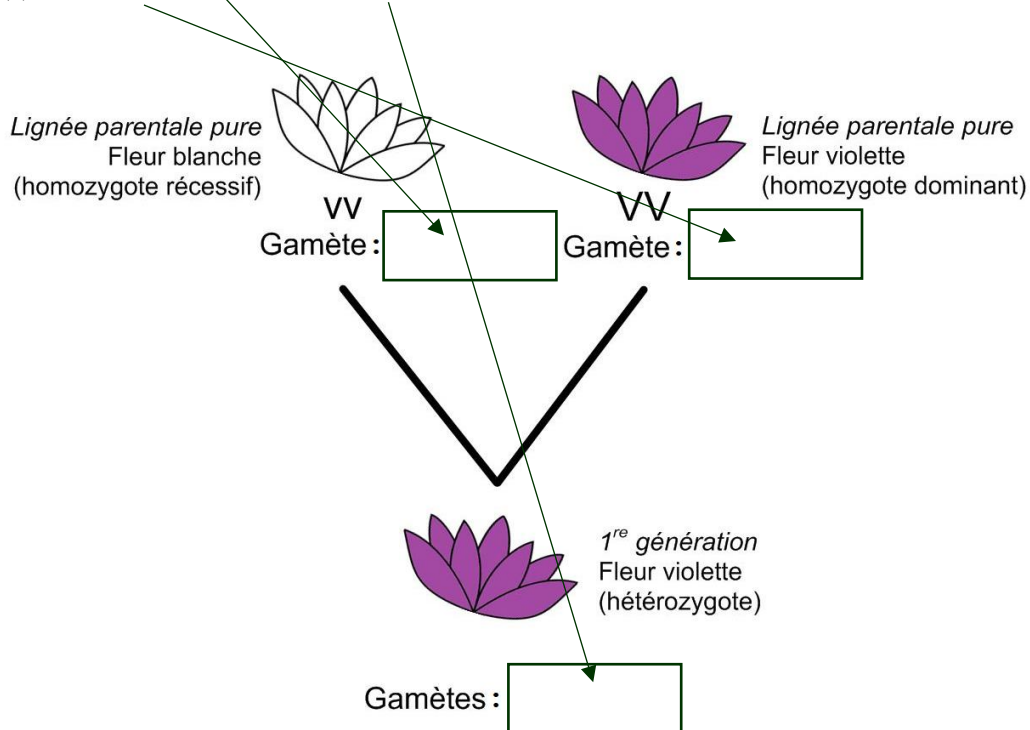 Lignée parentale pure
Fleur blanche
(homozygote récessif)
vv
Gamète :
Lignée parentale pure
Fleur violette
(homozygote dominant)
VV
Gamète :
1re génération
Fleur violette
(hétérozygote)
Gamètes :